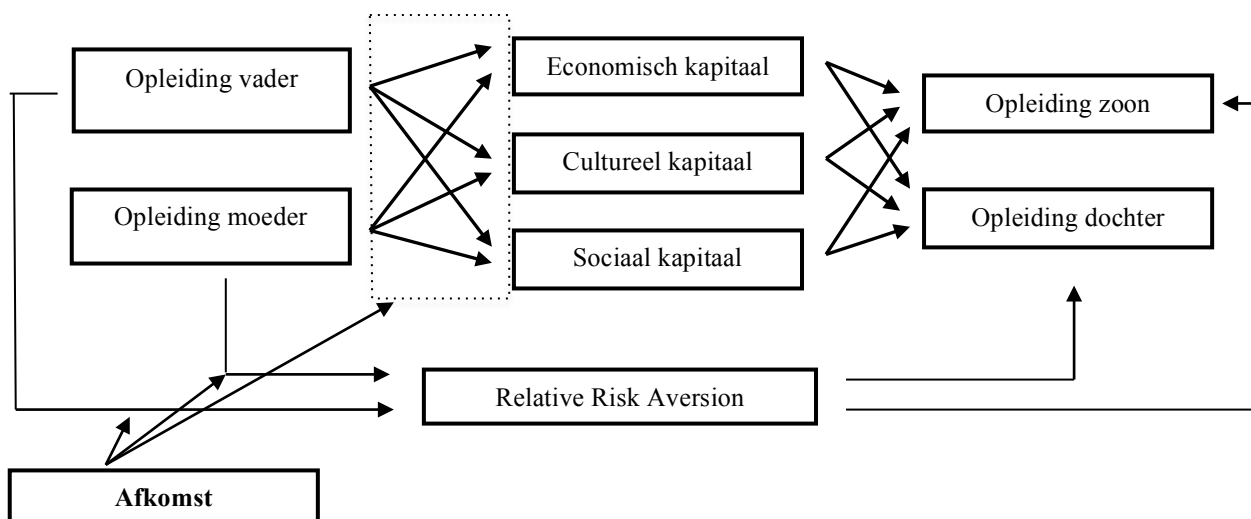 Opleiding vader
Opleiding moeder
Economisch kapitaal
Cultureel kapitaal
Sociaal kapitaal
Opleiding zoon
Opleiding dochter
Relative Risk Aversion
Afkomst